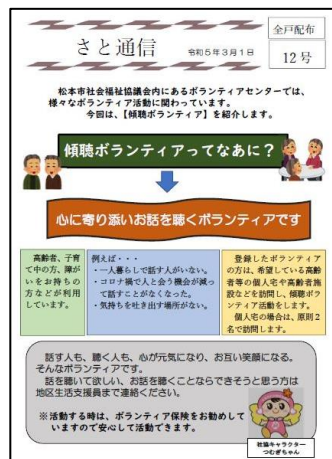 全戸配布
さと通信
令和5年3月1日
12号
松本市社会福祉協議会内にあるボランティアセンターでは、
様々なボランティア活動に関わっています。
今回は、【傾聴ボランティア】を紹介します。
傾聴ボランティアってなあに？
心に寄り添いお話を聴くボランティアです
高齢者、子育
て中の方、障が
いをお持ちの
方などが利用
しています。
例えば・・・
・一人暮らしで話す人がいない。
・コロナ禍で人と会う機会が減っ
て話すことがなくなった。
・気持ちを吐き出す場所がない。
登録したボランティア
の方は、希望している高齢
者等の個人宅や高齢者施
設などを訪問し、傾聴ボラ
ンティア活動をします。
個人宅の場合は、原則２
名で訪問します。
話す人も、聴く人も、心が元気になり、お互い笑顔になる。
そんなボランティアです。
話を聴いて欲しい、お話を聴くことならできそうと思う方は
地区生活支援員まで連絡ください。
※活動する時は、ボランティア保険をお勧めして
いますので安心して活動できます。
松協キャラクター
つむぎちゃん